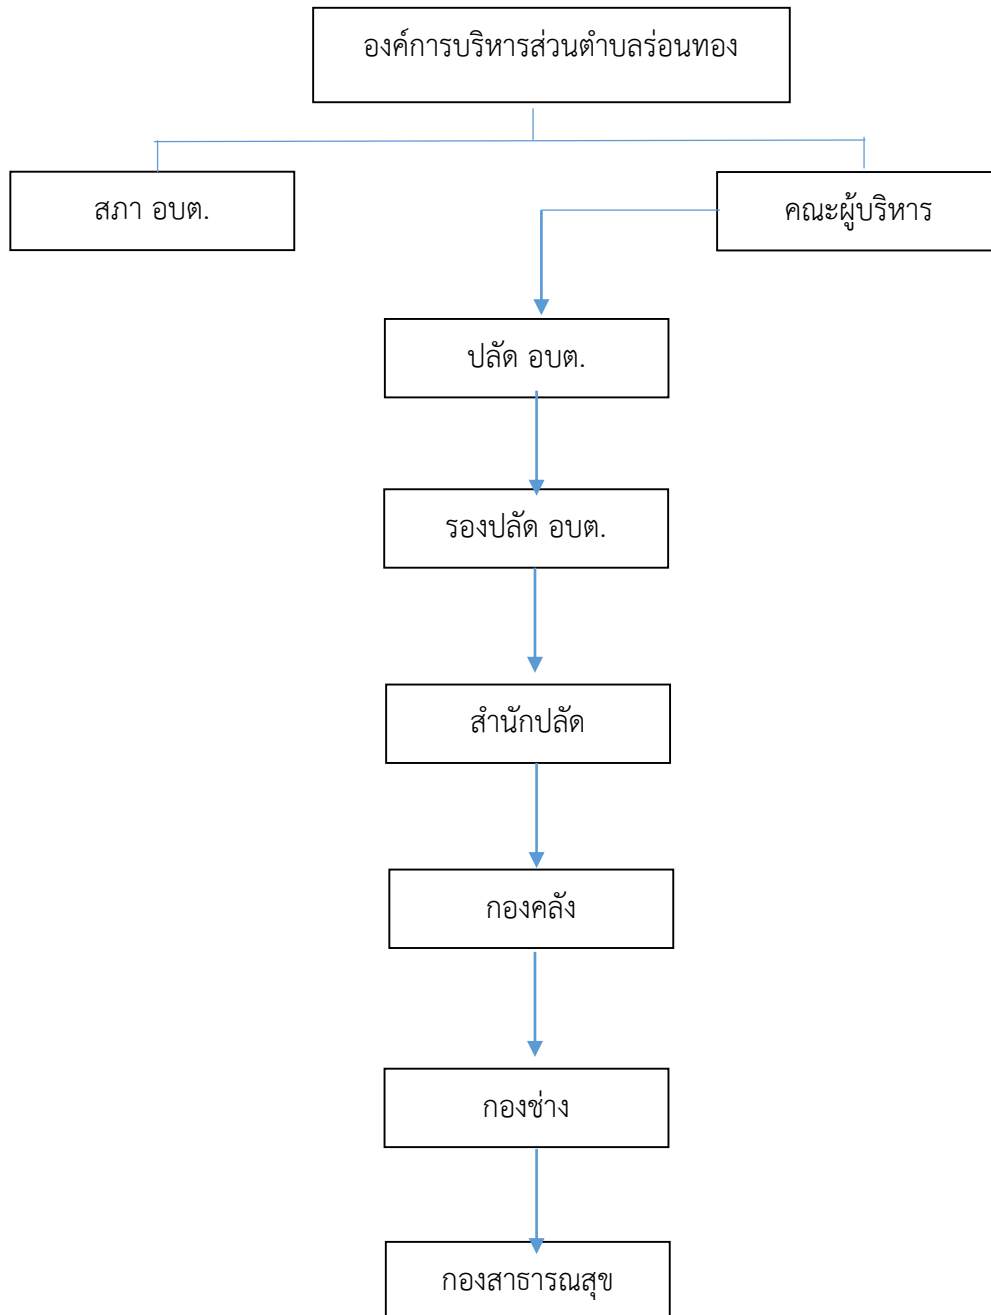 องค์การบริหารส่วนตำบลร่อนทอง
สภา อบต.
คณะผู้บริหาร
ปลัด อบต.
รองปลัด อบต.
สำนักปลัด
กองคลัง
กองช่าง
กองสาธารณสุข